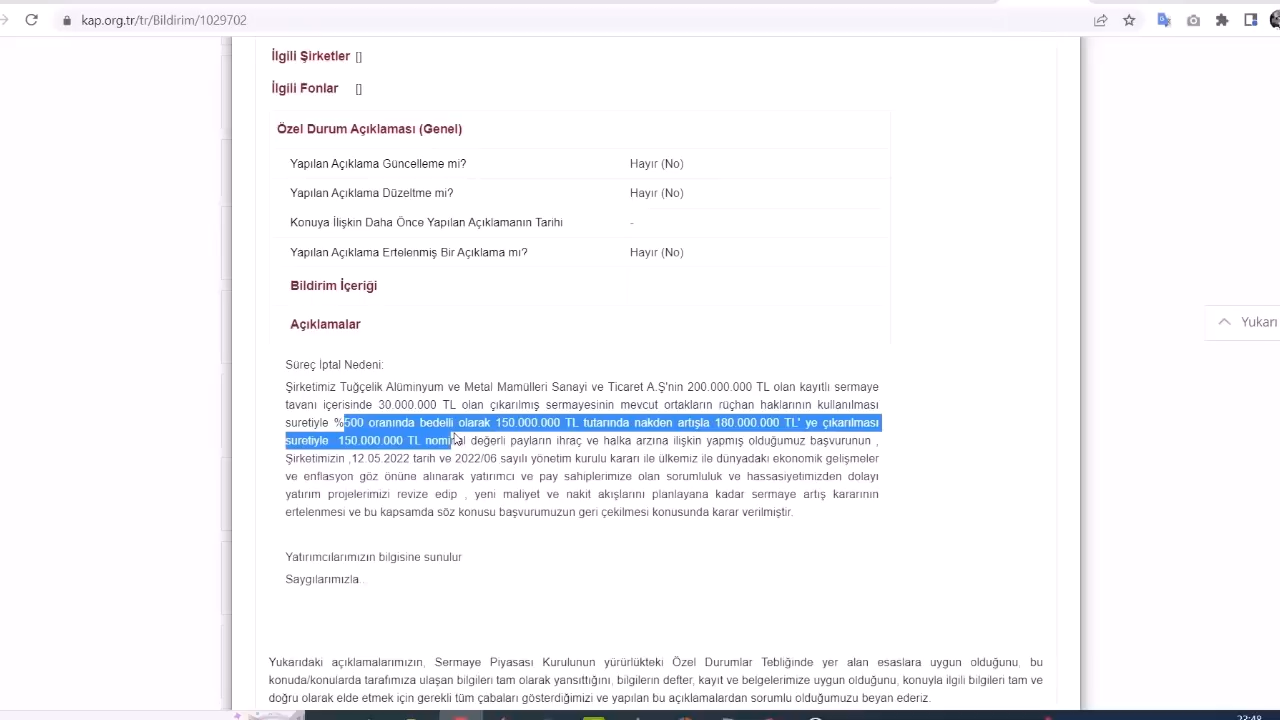 kap.org.tr/tr/Bildirim/1029702
İlgili Şirketler []
İlgili Fonlar []
Özel Durum Açıklaması (Genel)
Yapılan Açıklama Güncelleme mi? Hayır (No)
Yapılan Açıklama Düzeltme mi? Hayır (No)
Konuya İlişkin Daha Önce Yapılan Açıklamanın Tarihi -
Yapılan Açıklama Ertelenmiş Bir Açıklama mı? Hayır (No)
Bildirim İçeriği
Açıklamalar
Yukarı
Süreç İptal Nedeni:
Şirketimiz Tuğçelik Alüminyum ve Metal Mamülleri Sanayi ve Ticaret A.Ş'nin 200.000.000 TL olan kayıtlı sermaye
tavanı içerisinde 30.000.000 TL olan çıkarılmış sermayesinin mevcut ortakların rüçhan haklarının kullanılması
suretiyle %500 oranında bedelli olarak 150.000.000 TL tutarında nakden artışla 180.000.000 TL' ye çıkarılması
suretiyle 150.000.000 TL nominal değerli payların ihraç ve halka arzına ilişkin yapmış olduğumuz başvurunun ,
Şirketimizin ,12.05.2022 tarih ve 2022/06 sayılı yönetim kurulu kararı ile ülkemiz ile dünyadaki ekonomik gelişmeler
ve enflasyon göz önüne alınarak yatırımcı ve pay sahiplerimize olan sorumluluk ve hassasiyetimizden dolayı
yatırım projelerimizi revize edip , yeni maliyet ve nakit akışlarını planlayana kadar sermaye artış kararının
ertelenmesi ve bu kapsamda söz konusu başvurumuzun geri çekilmesi konusunda karar verilmiştir.
Yatırımcılarımızın bilgisine sunulur
Saygılarımızla..
Yukarıdaki açıklamalarımızın, Sermaye Piyasası Kurulunun yürürlükteki Özel Durumlar Tebliğinde yer alan esaslara uygun olduğunu, bu
konuda/konularda tarafımıza ulaşan bilgileri tam olarak yansıttığını, bilgilerin defter, kayıt ve belgelerimize uygun olduğunu, konuyla ilgili bilgileri tam ve
doğru olarak elde etmek için gerekli tüm çabaları gösterdiğimizi ve yapılan bu açıklamalardan sorumlu olduğumuzu beyan ederiz.